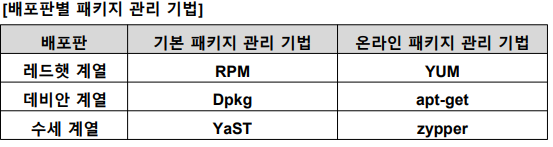 [배포판별 패키지 관리 기법]
배포판 기본 패키지 관리 기법 온라인 패키지 관리 기법
레드햇 계열 RPM YUM
데비안 계열 Dpkg apt-get
수세 계열 YaST zypper